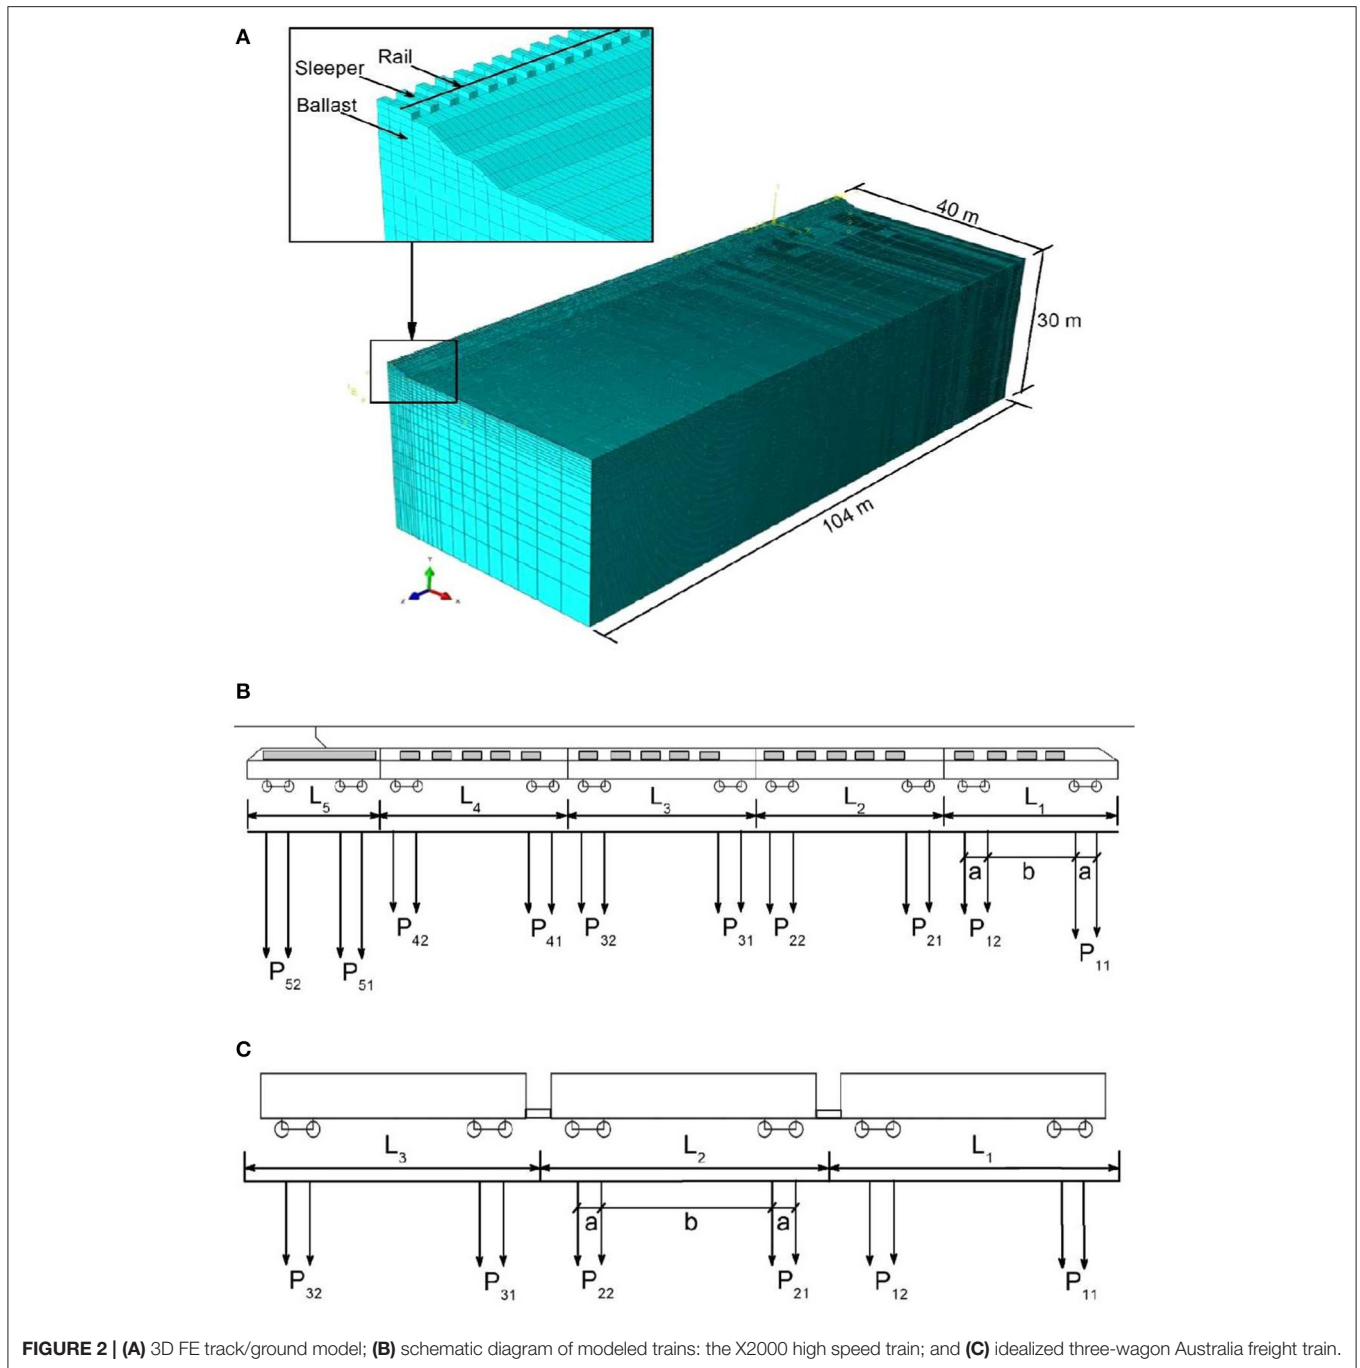 A
Rail
Sleeper
Ballast
40 m
30 m
104 m
Y
Z
X
B
L5 L4 L3 L2 L1
a b a
P42 P41 P32 P31 P22 P21 P12
P11
P52 P51
C
L3 L2 L1
a b a
P32 P31 P22 P21 P12 P11
FIGURE 2 | (A) 3D FE track/ground model; (B) schematic diagram of modeled trains: the X2000 high speed train; and (C) idealized three-wagon Australia freight train.